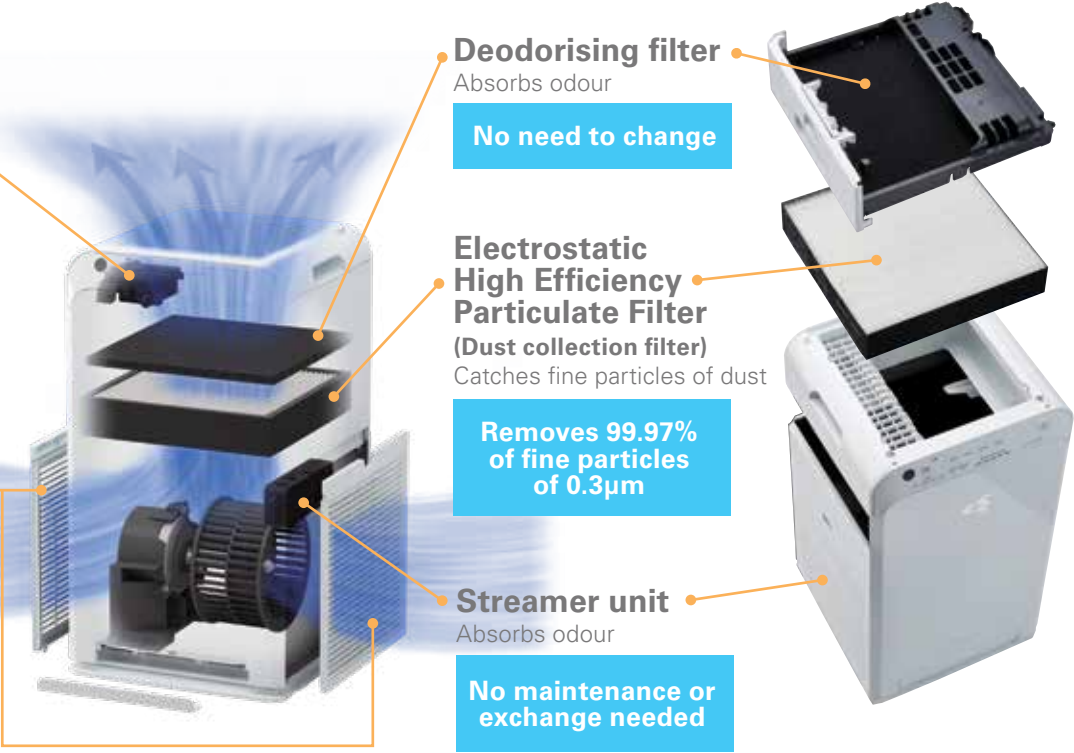 Deodorising filter
Absorbs odour
No need to change
Electrostatic
High Efficiency
Particulate Filter
(Dust collection filter)
Catches fine particles of dust
Removes 99.97%
of fine particles
of 0.3µm
Streamer unit
Absorbs odour
No maintenance or
exchange needed